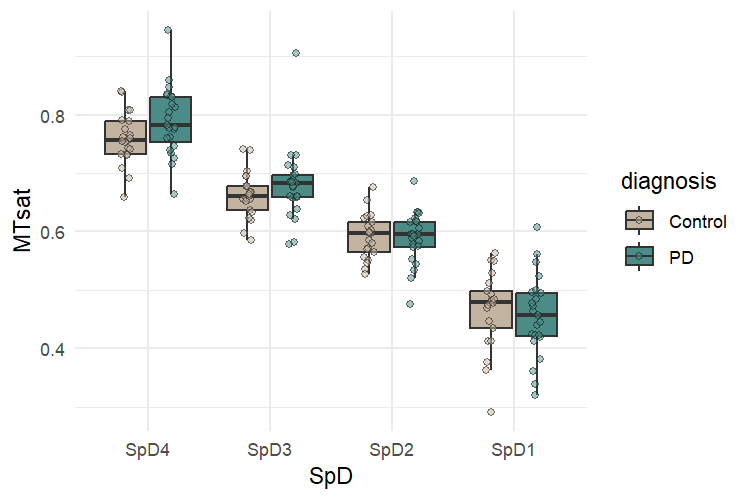 MTsat
0.8
0.6
0.4
SpD4 SpD3 SpD2 SpD1
SpD
diagnosis
Control
PD